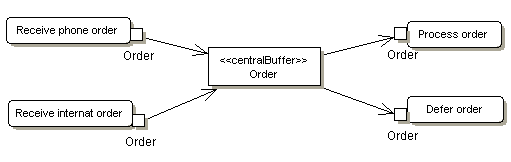 Receive phone order
Order
Receive internat order
Order
<<centralBuffer>>
Order
Process order
Order
Defer order
Order